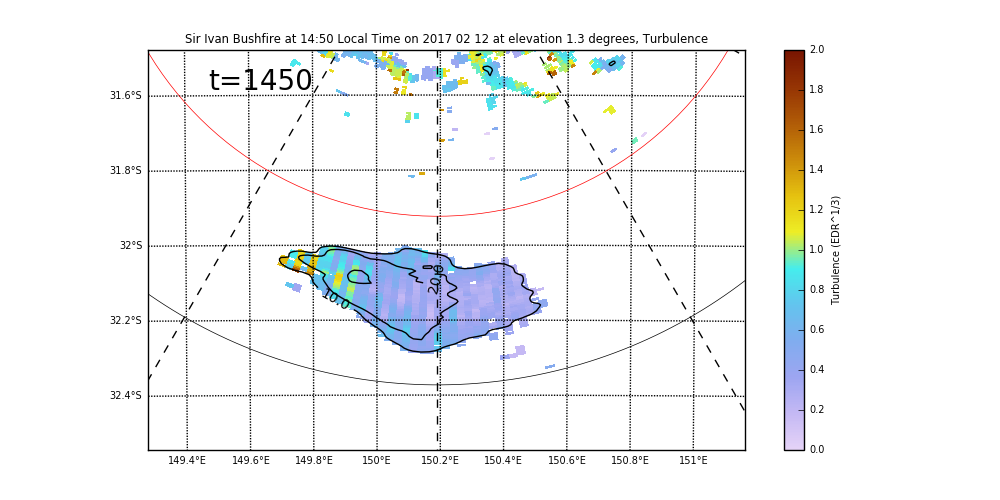 Sir Ivan Bushfire at 14:50 Local Time on 2017 02 12 at elevation 1.3 degrees, Turbulence
t=1450
31.6°S
31.8°S
32°S
32.2°S
32.4°S
10.0
20.0
149.4°E 149.6°E 149.8°E 150°E 150.2°E 150.4°E 150.6°E 150.8°E 151°E
2.0
1.8
1.6
1.4
1.2
1.0
0.8
0.6
0.4
0.2
0.0
Turbulence (EDR^1/3)